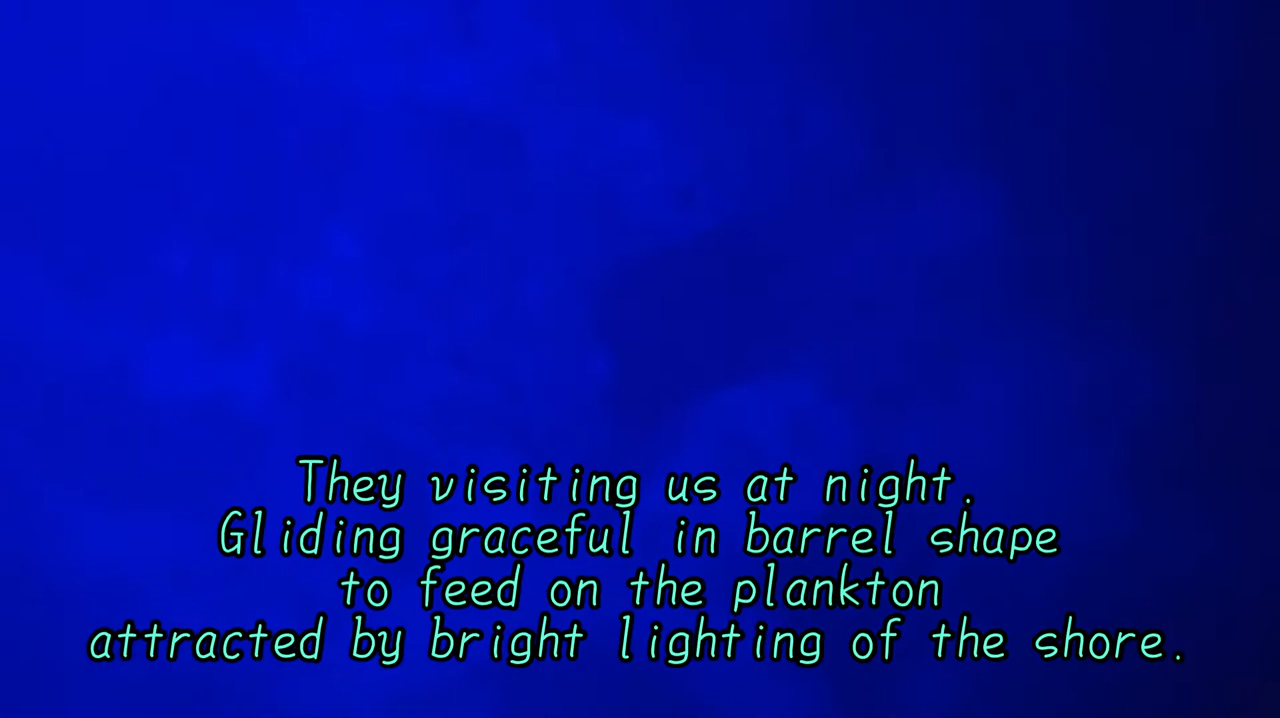 They visiting us at night.
Gliding graceful in barrel shape
to feed on the plankton
attracted by bright lighting of the shore.